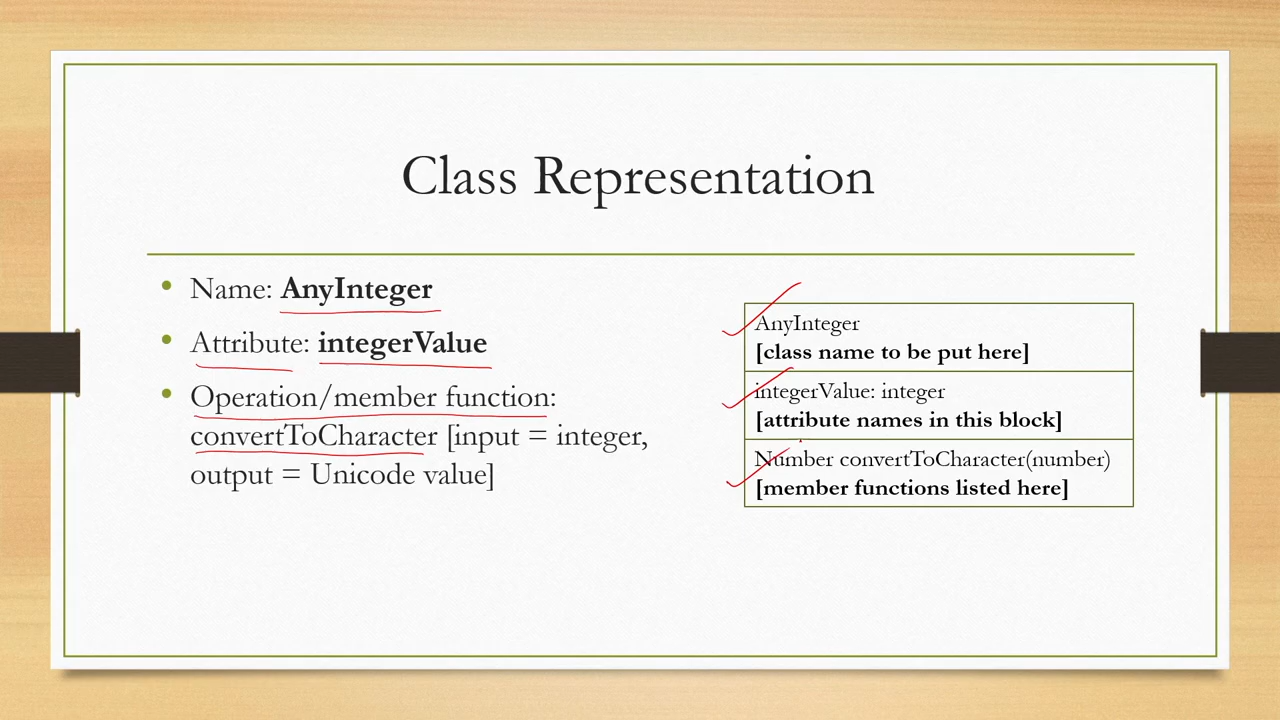 Class Representation
• Name: AnyInteger
• Attribute: integerValue
• Operation/member function:
convertToCharacter [input = integer,
output = Unicode value]
AnyInteger
[class name to be put here]
integerValue: integer
[attribute names in this block]
Number convertToCharacter(number)
[member functions listed here]